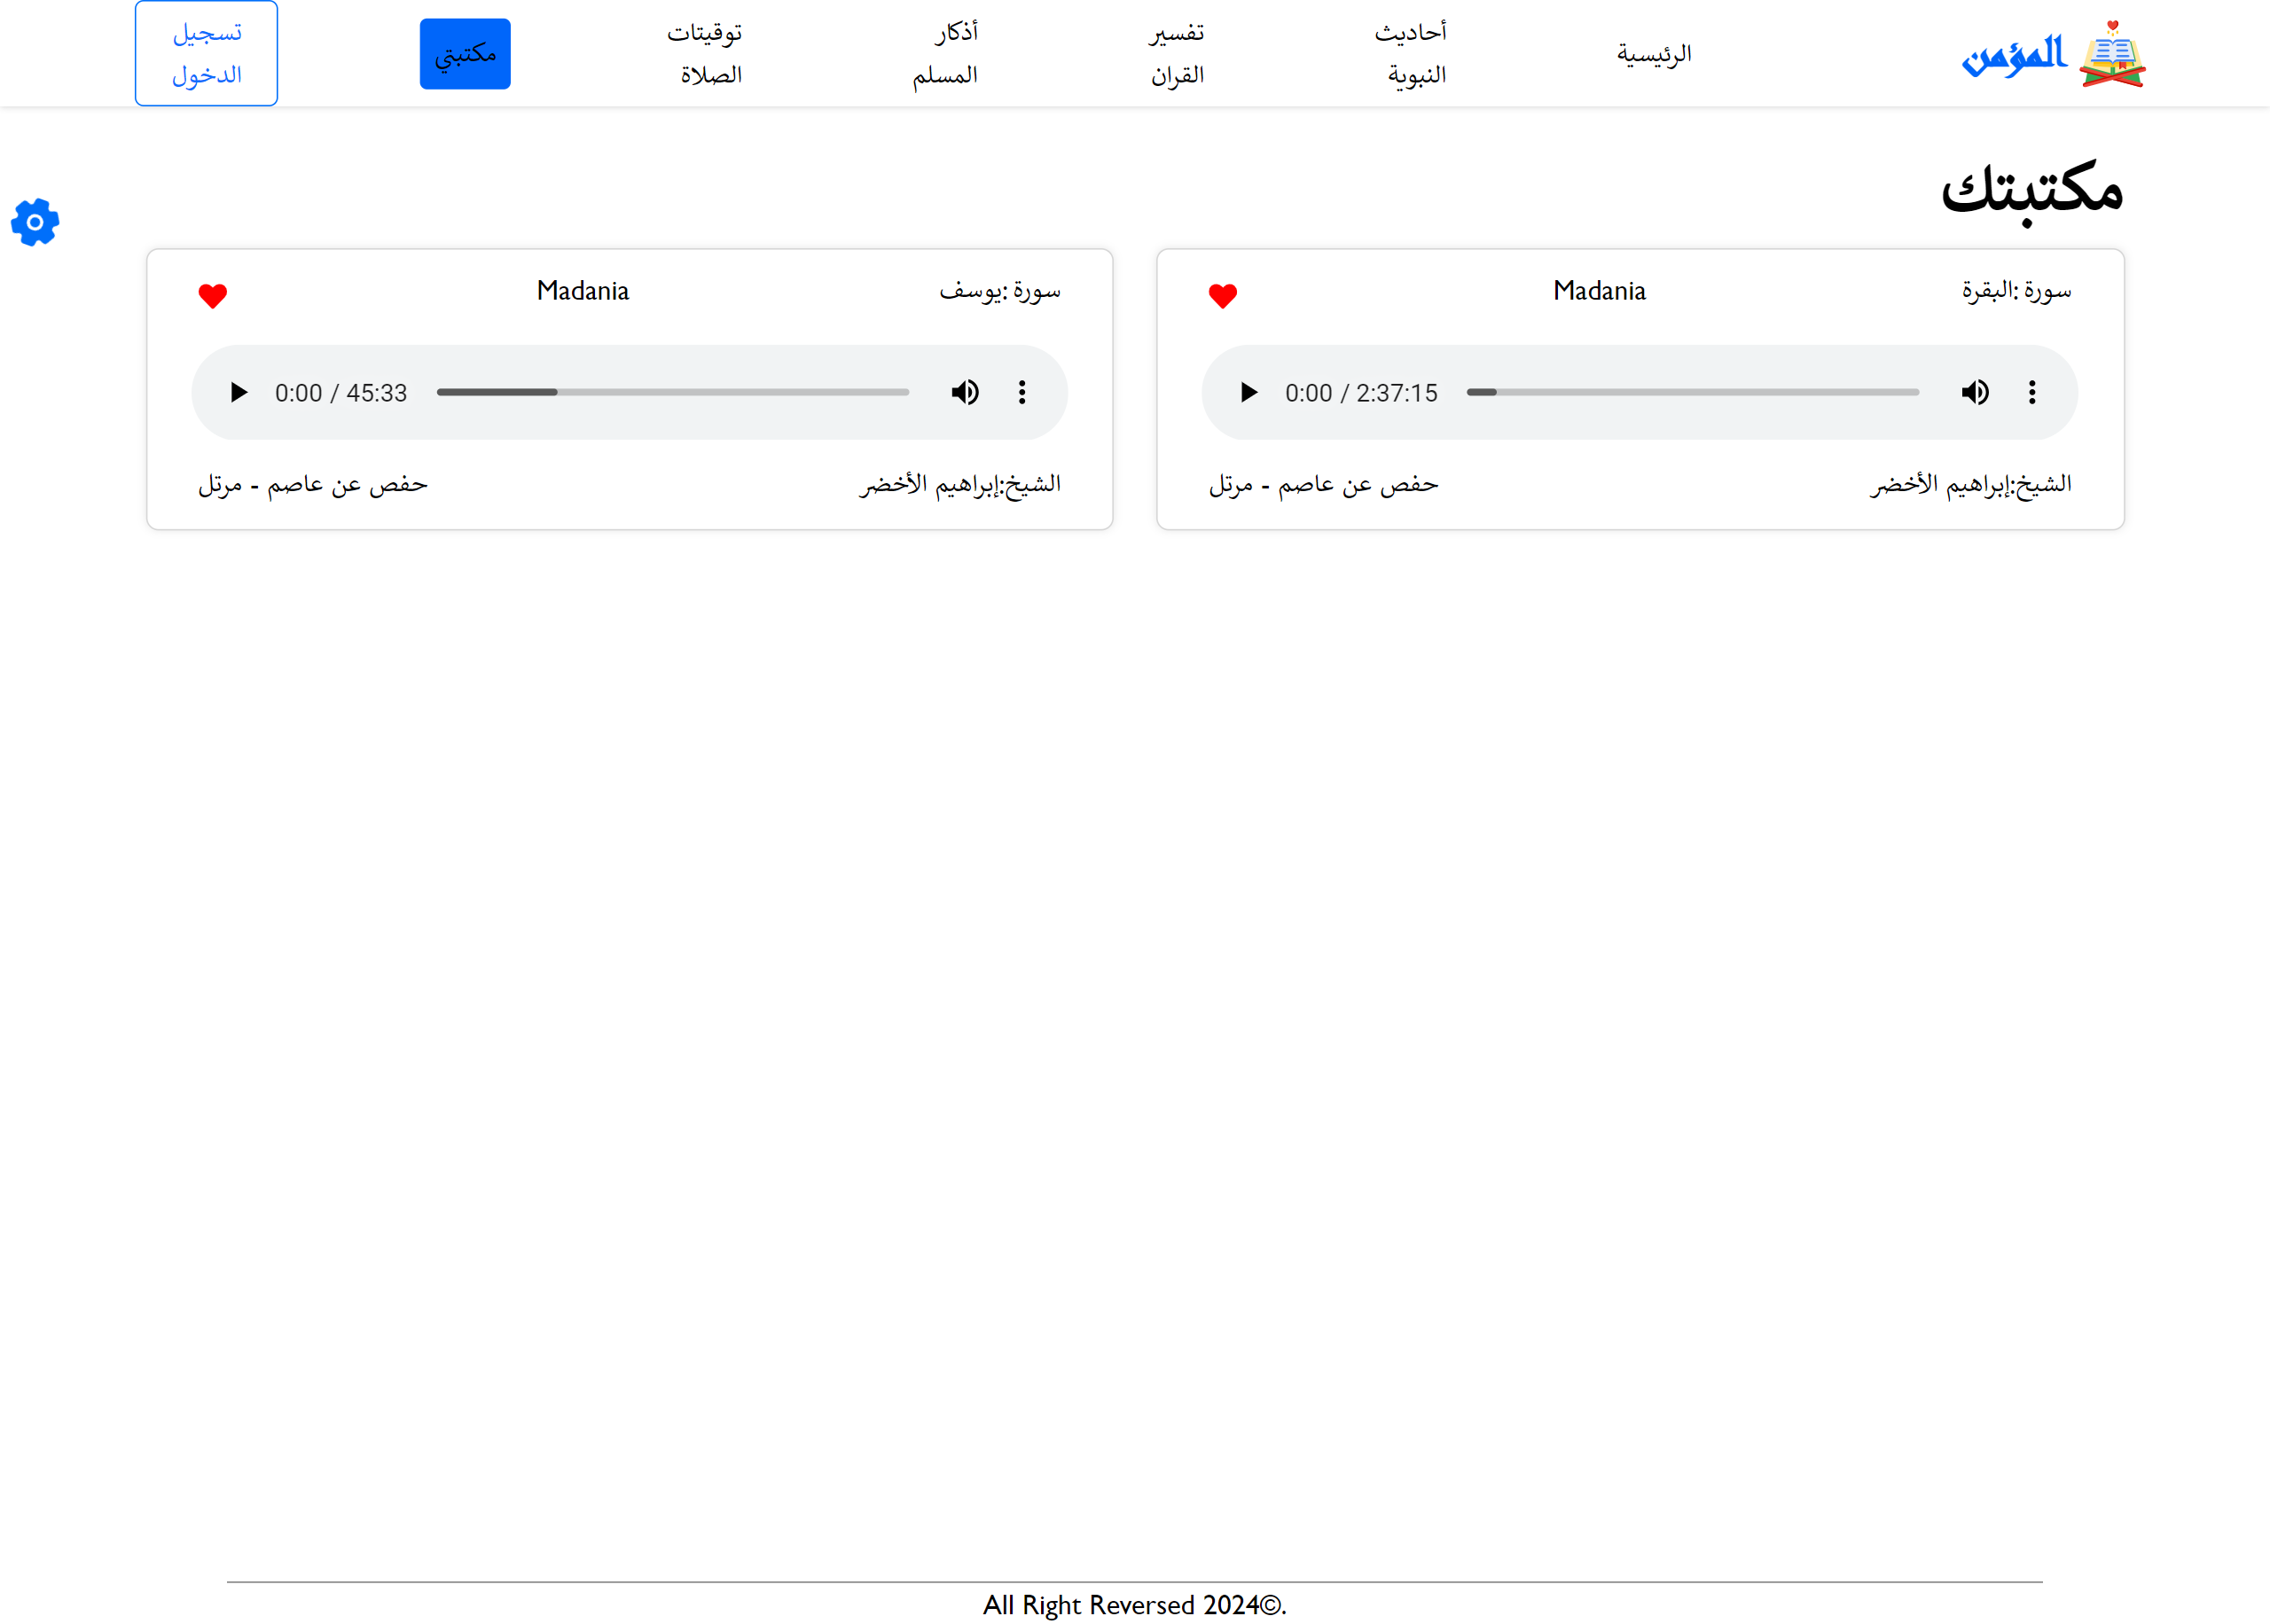 المؤمن
الرئيسية
أحاديث
النبوية
تفسير
القران
أذكار
المسلم
توقيتات
الصلاة
مكتبتي
تسجيل
الدخول
مكتبتك
سورة :البقرة
Madania
0:00 / 2:37:15
الشيخ:إبراهيم الأخضر
حفص عن عاصم - مرتل
سورة :يوسف
Madania
0:00 / 45:33
الشيخ:إبراهيم الأخضر
حفص عن عاصم - مرتل
All Right Reversed 2024©.